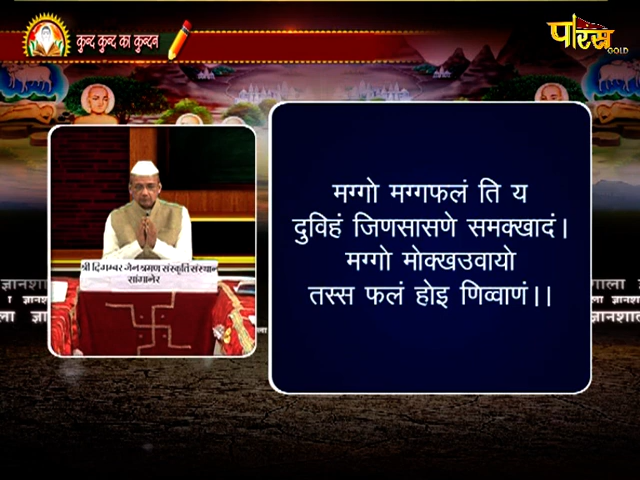 कुन्द कुन्द का कुन्दन
पारस
GOLD
मग्गो मग्गफलं ति य
दुविहं जिणसासणे समक्खादं।
मग्गो मोक्खउवायो
तस्स फलं होइ णिव्वाणं।।
श्री दिगम्बर जैन श्रमण संस्कृति संस्थान
सांगानेर